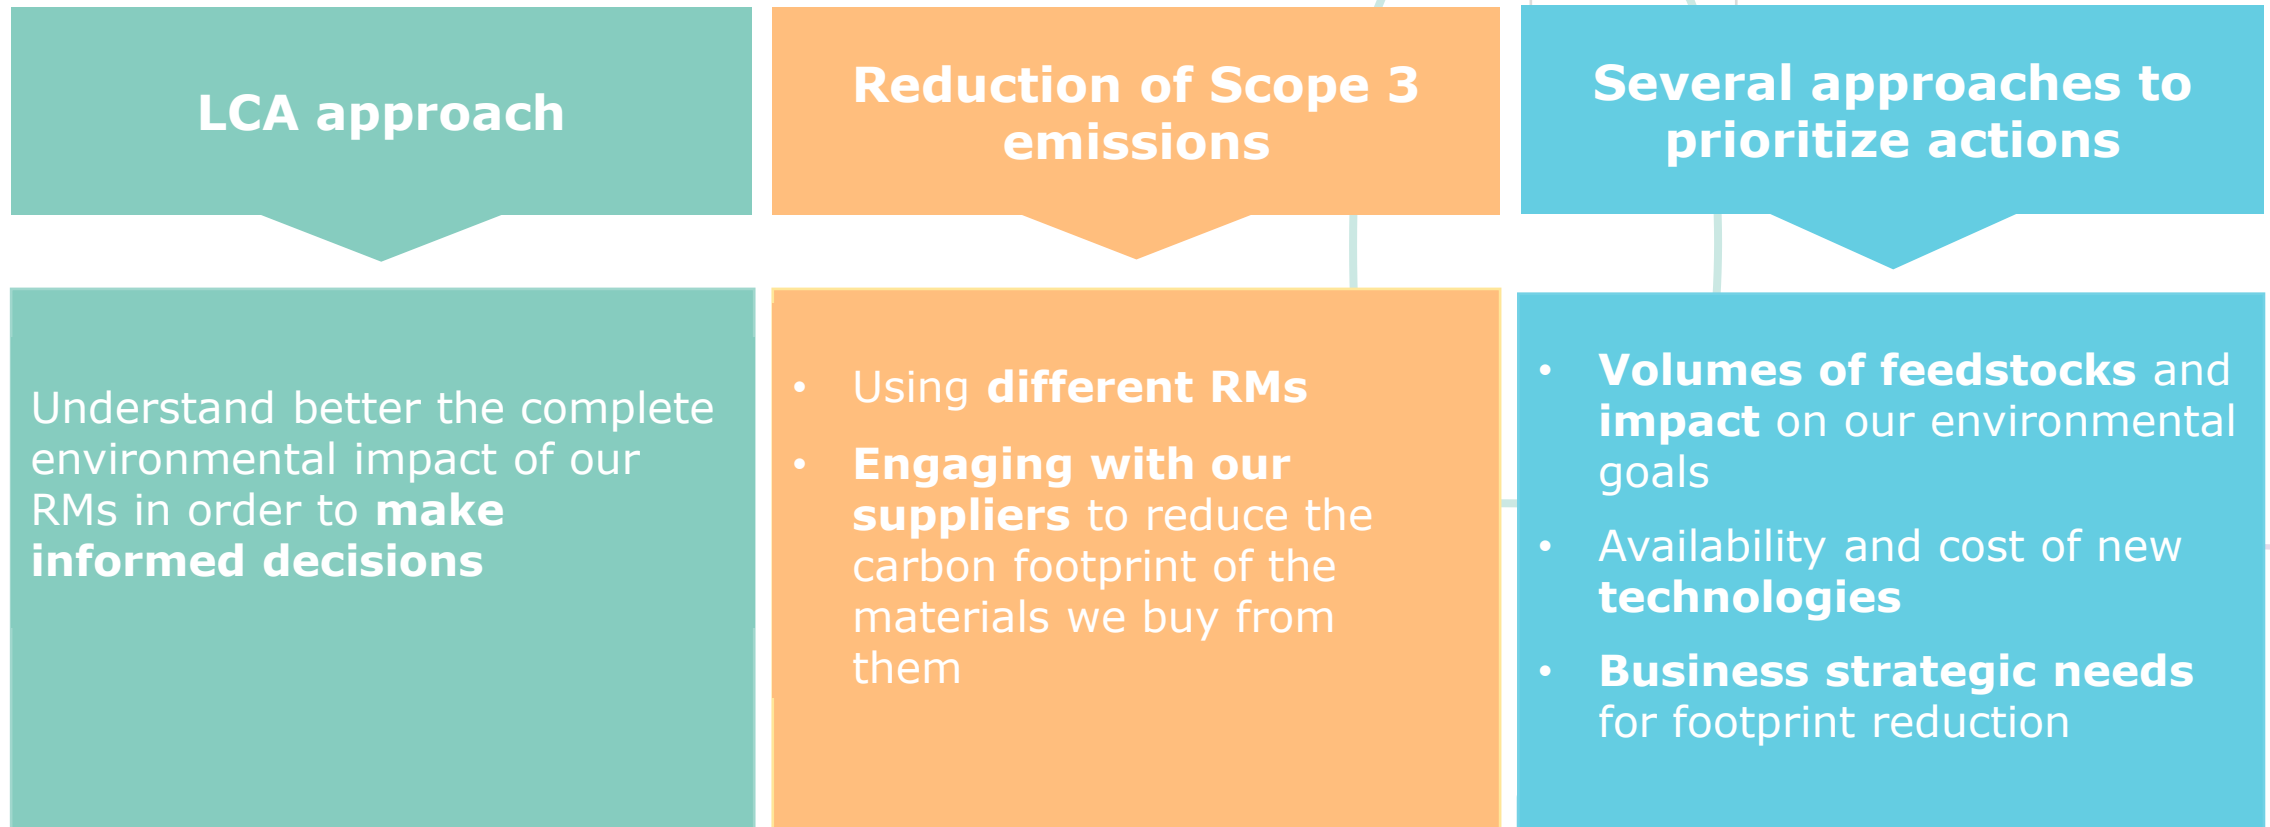 LCA approach
Understand better the complete
environmental impact of our
RMs in order to make
informed decisions
Reduction of Scope 3
emissions
• Using different RMs
• Engaging with our
suppliers to reduce the
carbon footprint of the
materials we buy from
them
Several approaches to
prioritize actions
• Volumes of feedstocks and
impact on our environmental
goals
• Availability and cost of new
technologies
• Business strategic needs
for footprint reduction